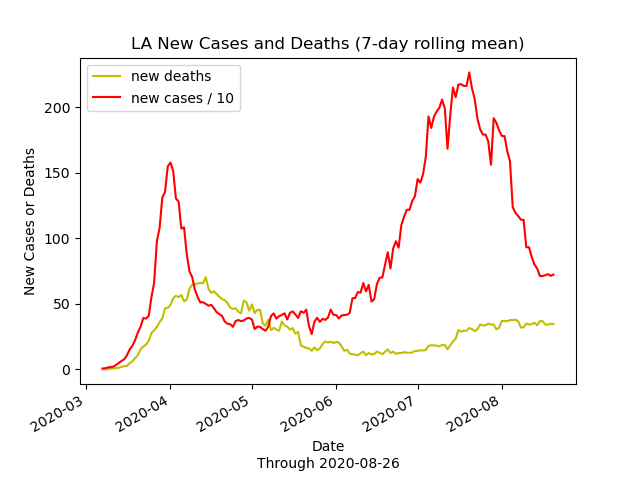 LA New Cases and Deaths (7-day rolling mean)
new deaths
new cases / 10
200
150
100
50
0
New Cases or Deaths
2020-03
2020-04
2020-05
2020-06
2020-07
2020-08
Date
Through 2020-08-26